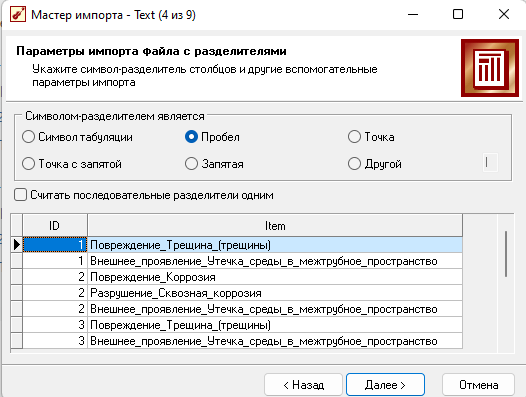 Мастер импорта - Text (4 из 9)
Параметры импорта файла с разделителями
Укажите символ-разделитель столбцов и другие вспомогательные
параметры импорта
Символом-разделителем является
Символ табуляции Пробел Точка
Точка с запятой Запятая Другой |
Считать последовательные разделители одним
ID Item
1 Повреждение_Трещина_(трещины)
1 Внешнее_проявление_Утечка_среды_в_межтрубное_пространство
2 Повреждение_Коррозия
2 Разрушение_Сквозная_коррозия
2 Внешнее_проявление_Утечка_среды_в_межтрубное_пространство
3 Повреждение_Трещина_(трещины)
3 Внешнее_проявление_Утечка_среды_в_межтрубное_пространство
< Назад Далее > Отмена